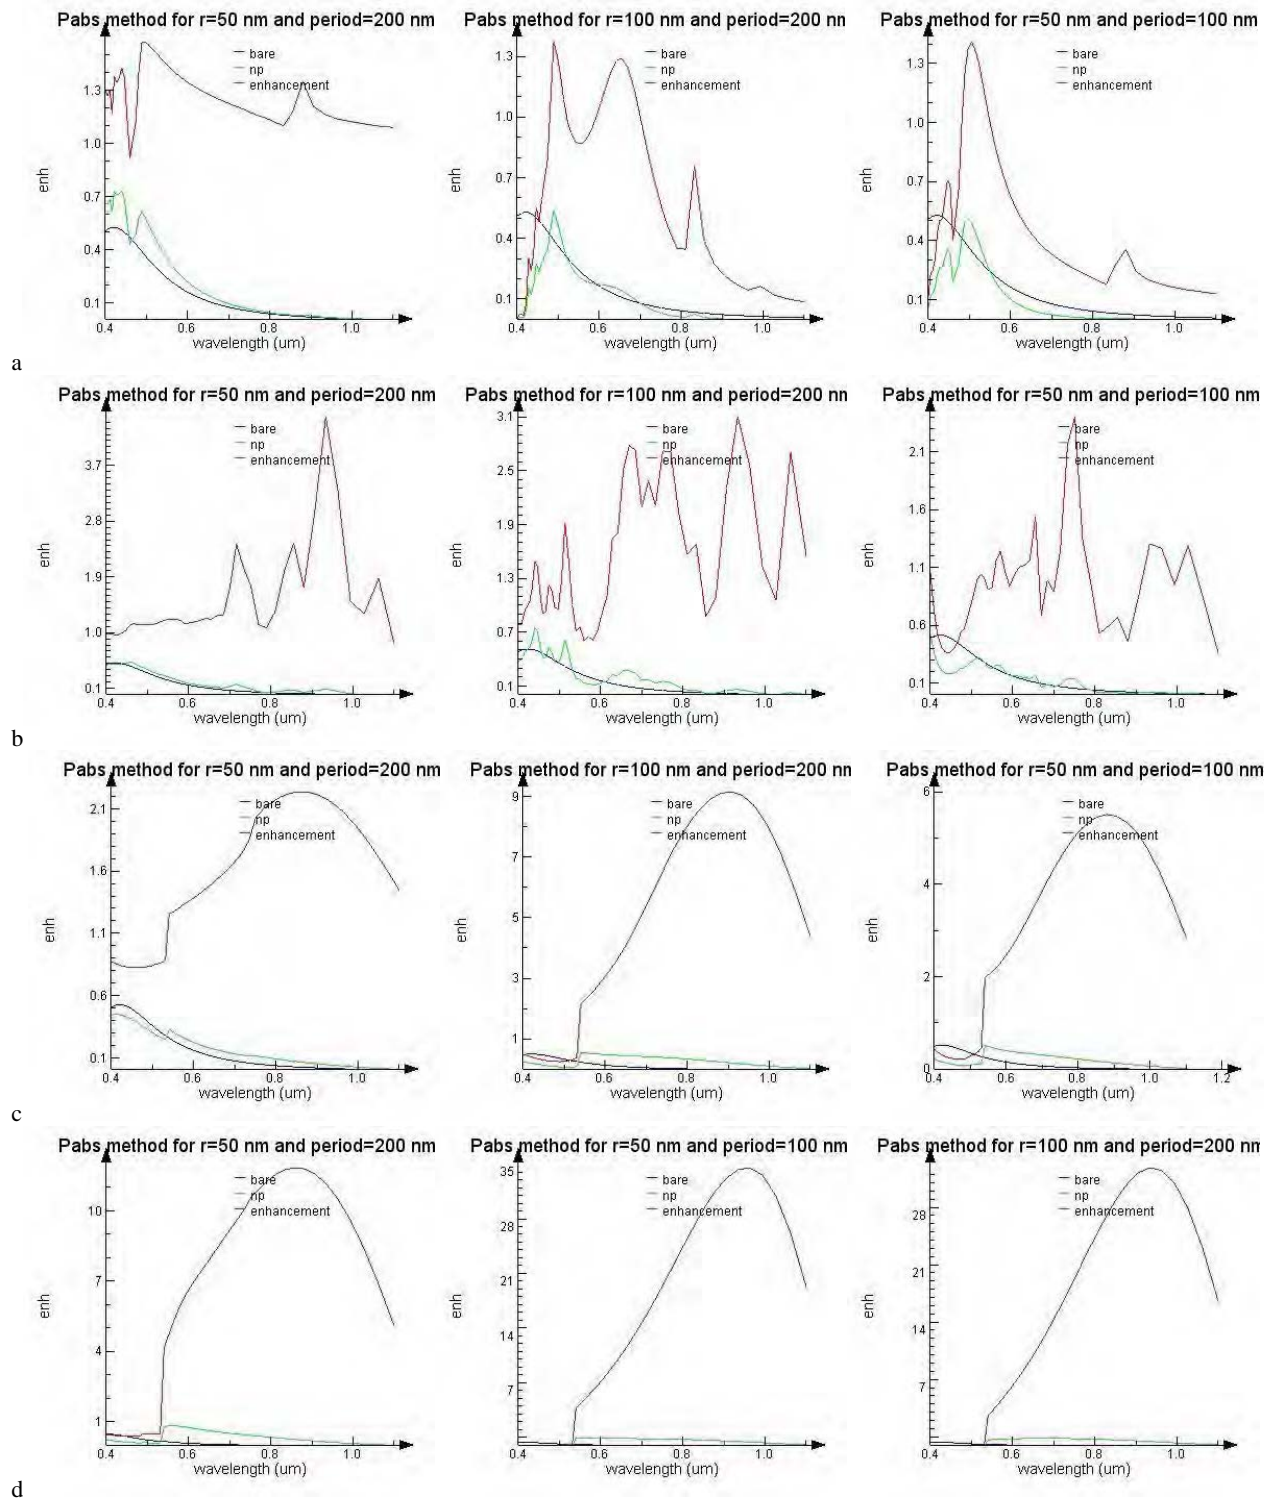 Pabs method for r=50 nm and period=200 nm
bare
np
enhancement
enh
1.3
1.0
0.7
0.4
0.1
0.4 0.6 0.8 1.0
wavelength (um)
Pabs method for r=100 nm and period=200 nm
bare
np
enhancement
enh
1.3
1.0
0.7
0.4
0.1
0.4 0.6 0.8 1.0
wavelength (um)
Pabs method for r=50 nm and period=100 nm
bare
np
enhancement
enh
1.3
1.0
0.7
0.4
0.1
0.4 0.6 0.8 1.0
wavelength (um)
a
Pabs method for r=50 nm and period=200 nm
bare
np
enhancement
enh
3.7
2.8
1.9
1.0
0.1
0.4 0.6 0.8 1.0
wavelength (um)
Pabs method for r=100 nm and period=200 nm
bare
np
enhancement
enh
3.1
2.5
1.9
1.3
0.7
0.1
0.4 0.6 0.8 1.0
wavelength (um)
Pabs method for r=50 nm and period=100 nm
bare
np
enhancement
enh
2.1
1.6
1.1
0.6
0.1
0.4 0.6 0.8 1.0
wavelength (um)
b
Pabs method for r=50 nm and period=200 nm
bare
np
enhancement
enh
2.1
1.6
1.1
0.6
0.1
0.4 0.6 0.8 1.0
wavelength (um)
Pabs method for r=100 nm and period=200 nm
bare
np
enhancement
enh
9
7
5
3
1
0.4 0.6 0.8 1.0
wavelength (um)
Pabs method for r=50 nm and period=100 nm
bare
np
enhancement
enh
6
4
2
0
0.4 0.6 0.8 1.0 1.2
wavelength (um)
c
Pabs method for r=50 nm and period=200 nm
bare
np
enhancement
enh
10
7
4
1
0.4 0.6 0.8 1.0
wavelength (um)
Pabs method for r=50 nm and period=100 nm
bare
np
enhancement
enh
35
28
21
14
7
0.4 0.6 0.8 1.0
wavelength (um)
Pabs method for r=100 nm and period=200 nm
bare
np
enhancement
enh
28
21
14
7
0.4 0.6 0.8 1.0
wavelength (um)
d